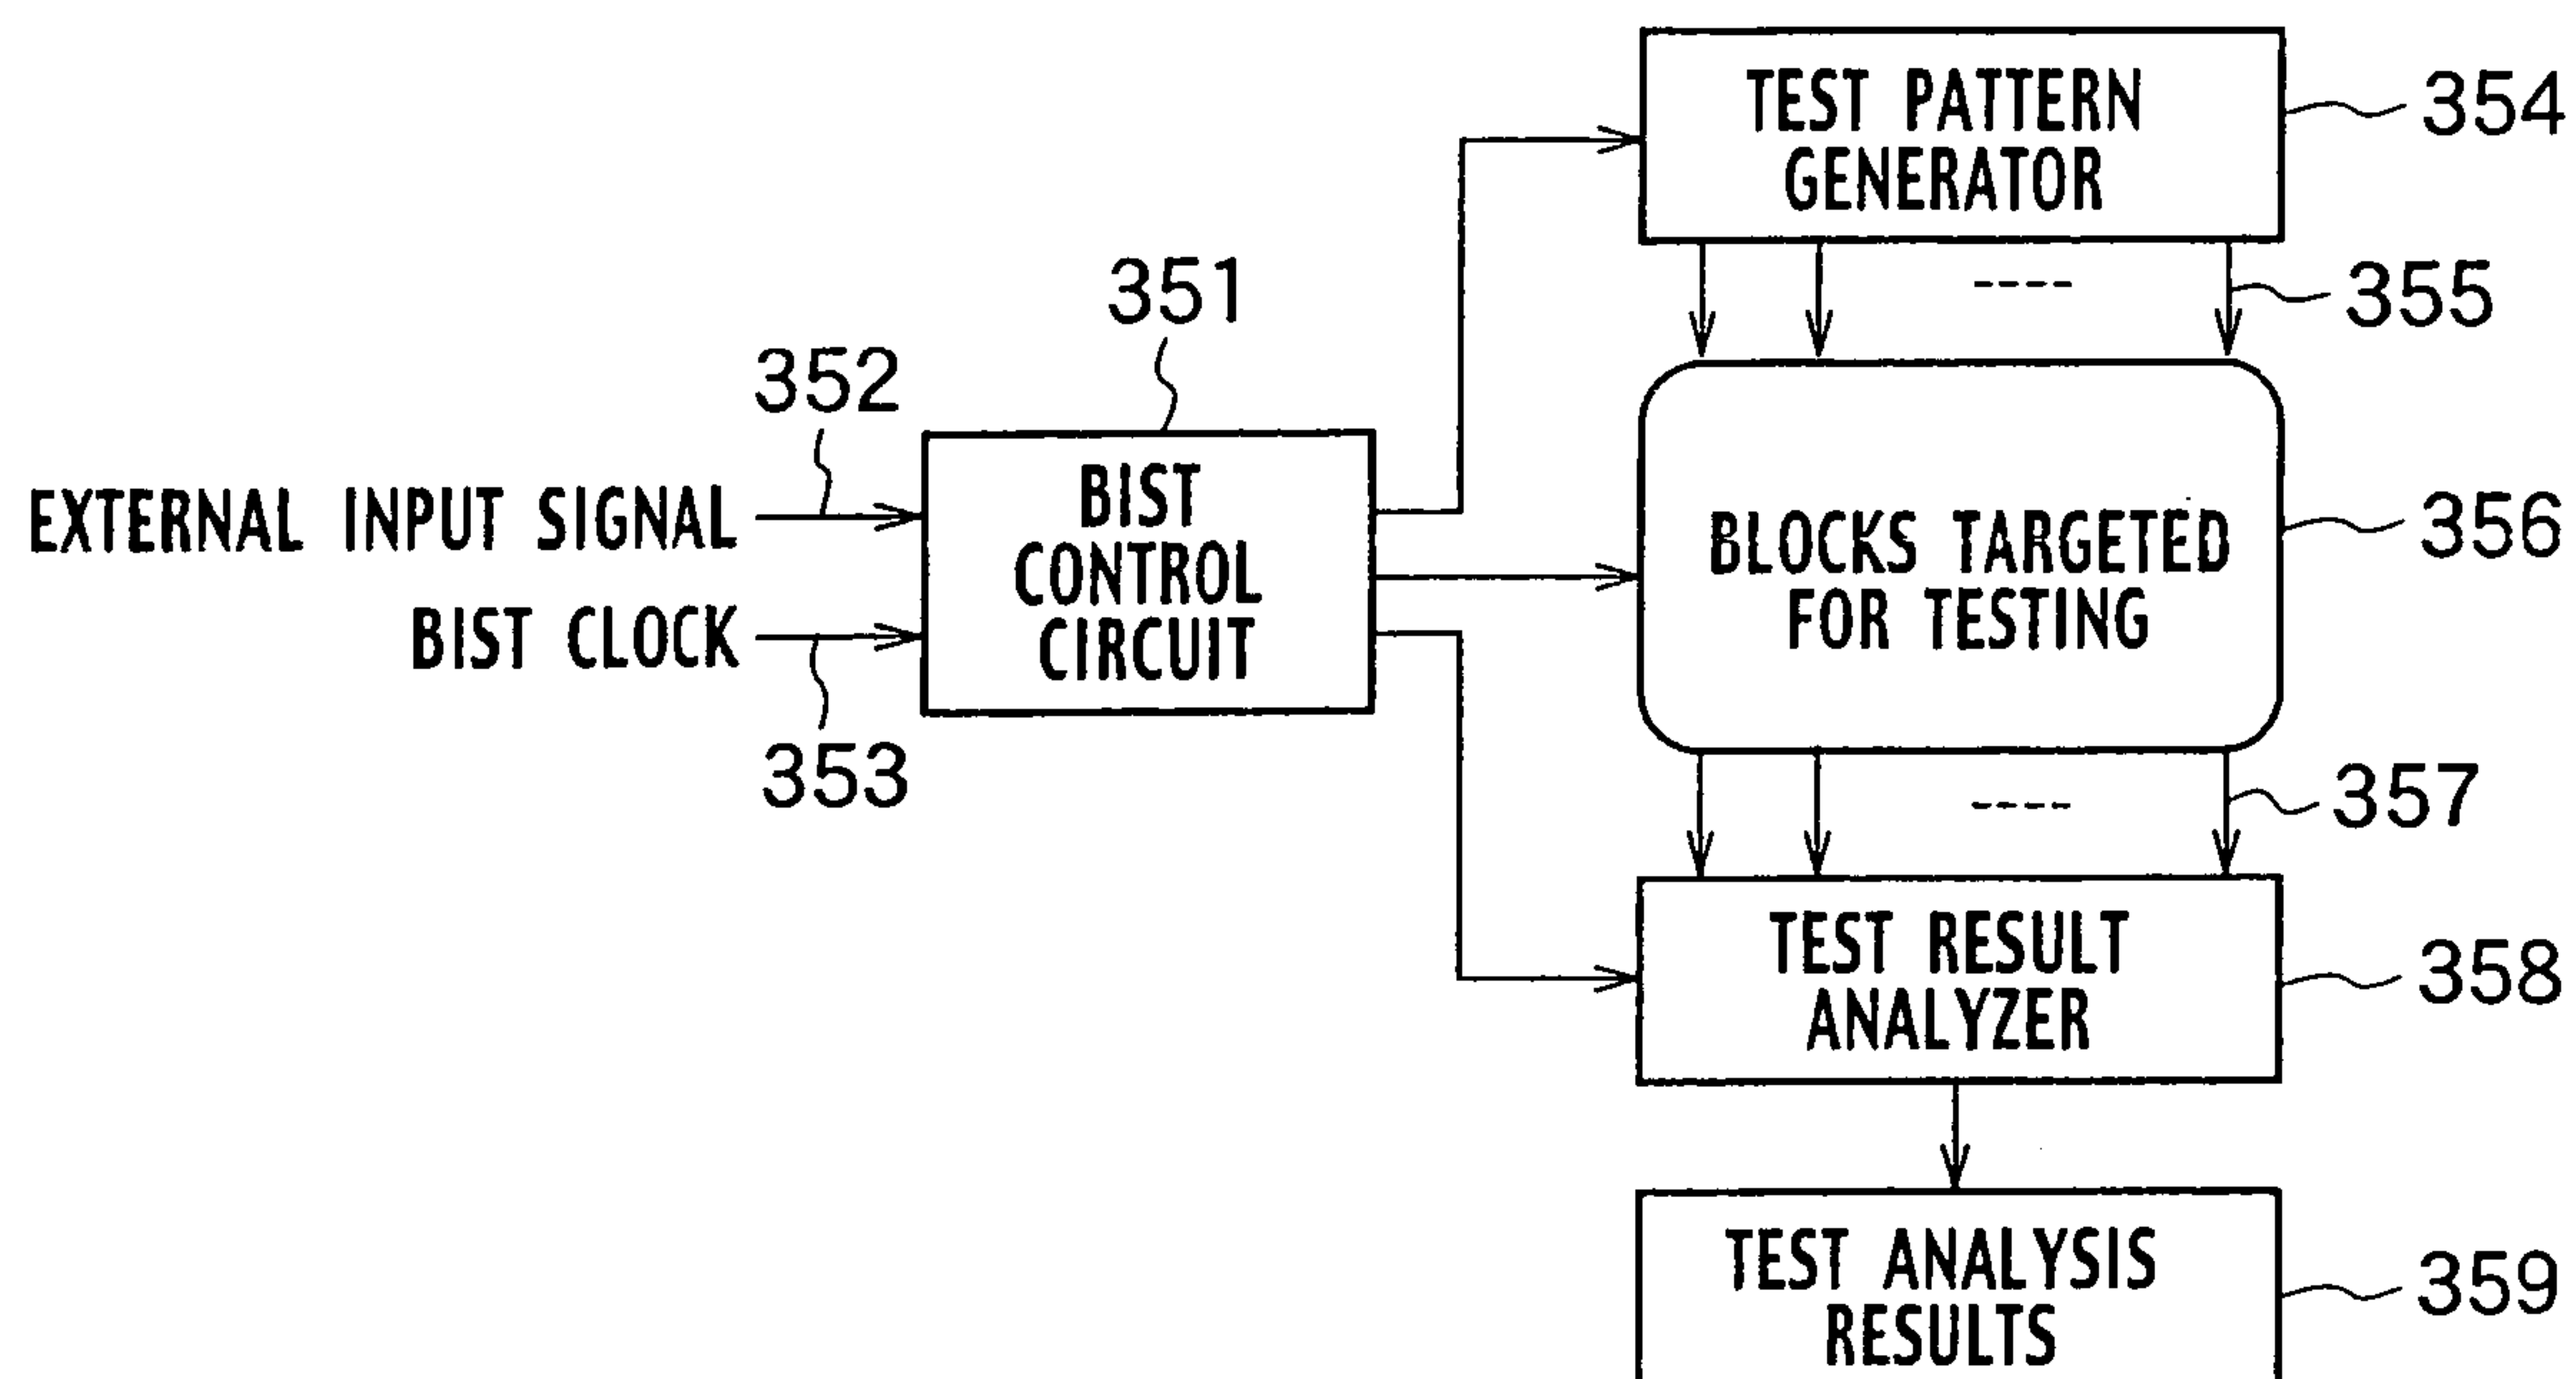 TEST PATTERN
GENERATOR
354
355
351
352
EXTERNAL INPUT SIGNAL
BIST CLOCK
353
BIST
CONTROL
CIRCUIT
BLOCKS TARGETED
FOR TESTING
356
357
TEST RESULT
ANALYZER
358
TEST ANALYSIS
RESULTS
359